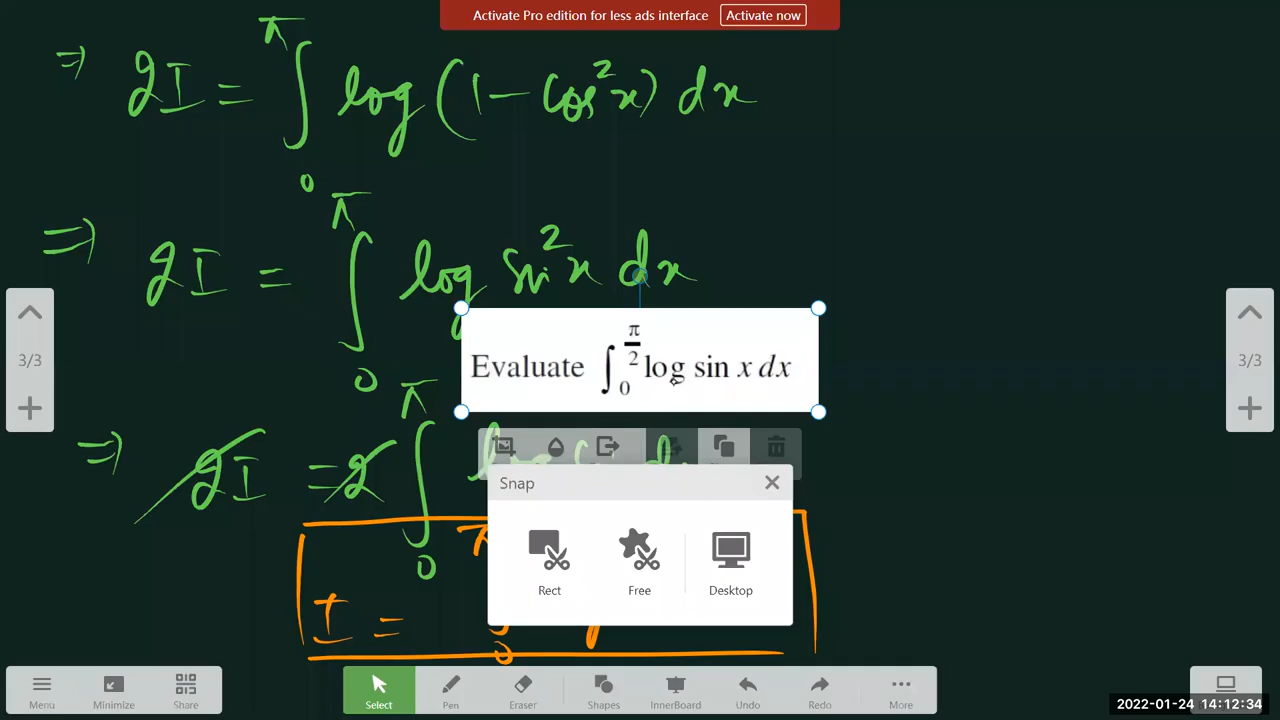 Activate Pro edition for less ads interface Activate now
⇒ 2I = ∫₀^π log (1 − cos²x) dx
⇒ 2I = ∫₀^π log sin²x dx
Evaluate ∫₀^(π/2) log sin x dx
3/3
3/3
⇒ 2I = 2 ∫₀^π
Snap
Rect Free Desktop
I =
Menu Minimize Share Select Pen Eraser Shapes InnerBoard Undo Redo More
2022-01-24 14:12:34